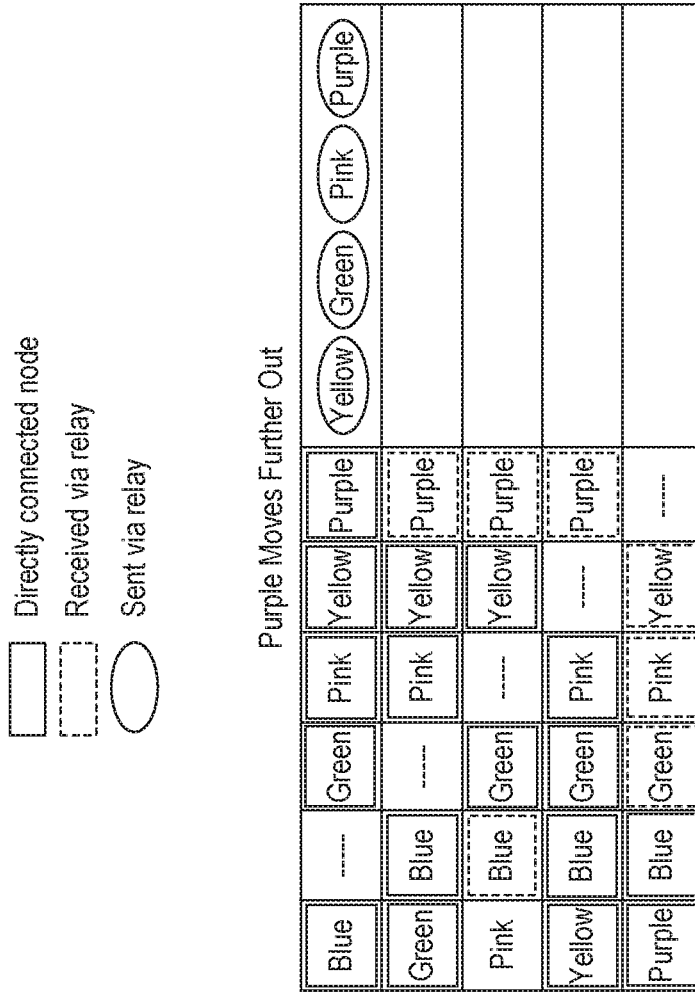 Directly connected node
Received via relay
Sent via relay
Purple Moves Further Out
Blue ----- Green Pink Yellow Purple Yellow Green Pink Purple
Green Blue ----- Pink Yellow Purple
Pink Blue Green ----- Yellow Purple
Yellow Blue Green Pink ----- Purple
Purple Blue Green Pink Yellow -----